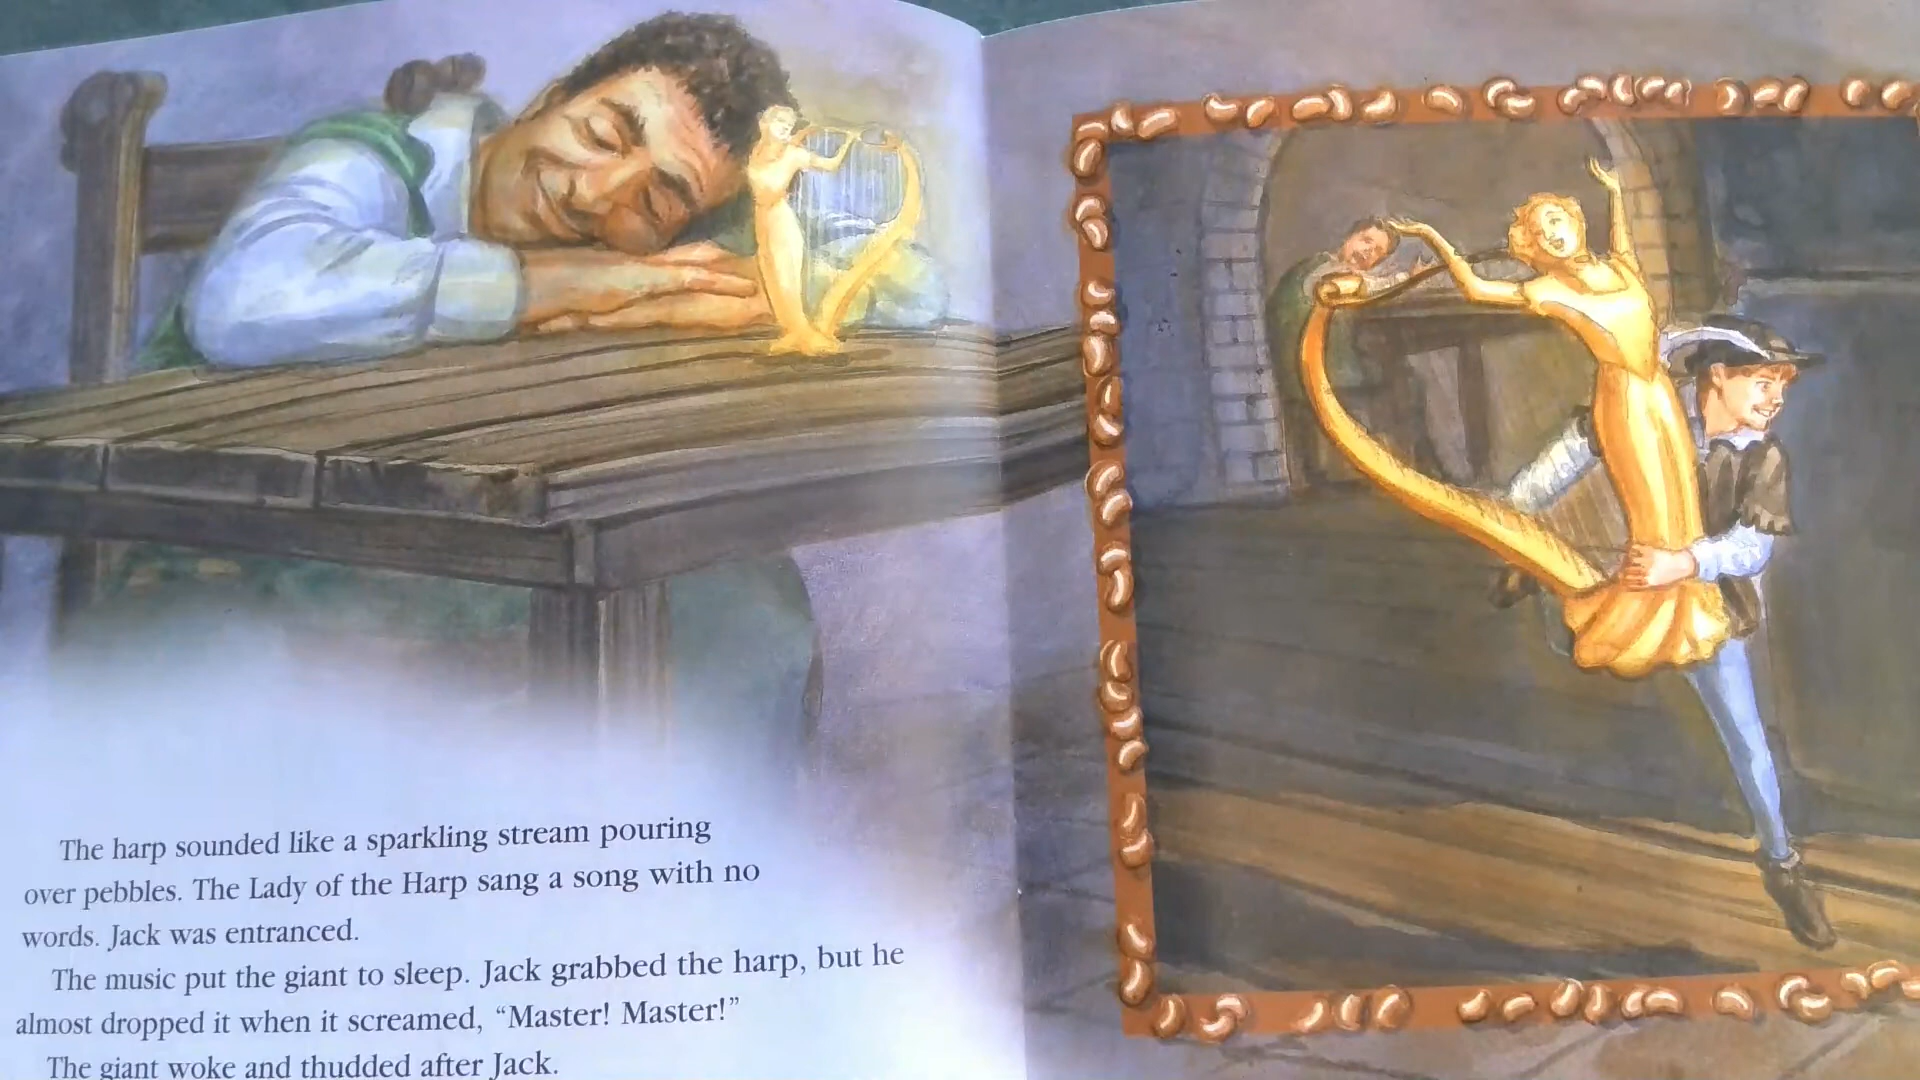 The harp sounded like a sparkling stream pouring
over pebbles. The Lady of the Harp sang a song with no
words. Jack was entranced.
The music put the giant to sleep. Jack grabbed the harp, but he
almost dropped it when it screamed, “Master! Master!”
The giant woke and thudded after Jack.